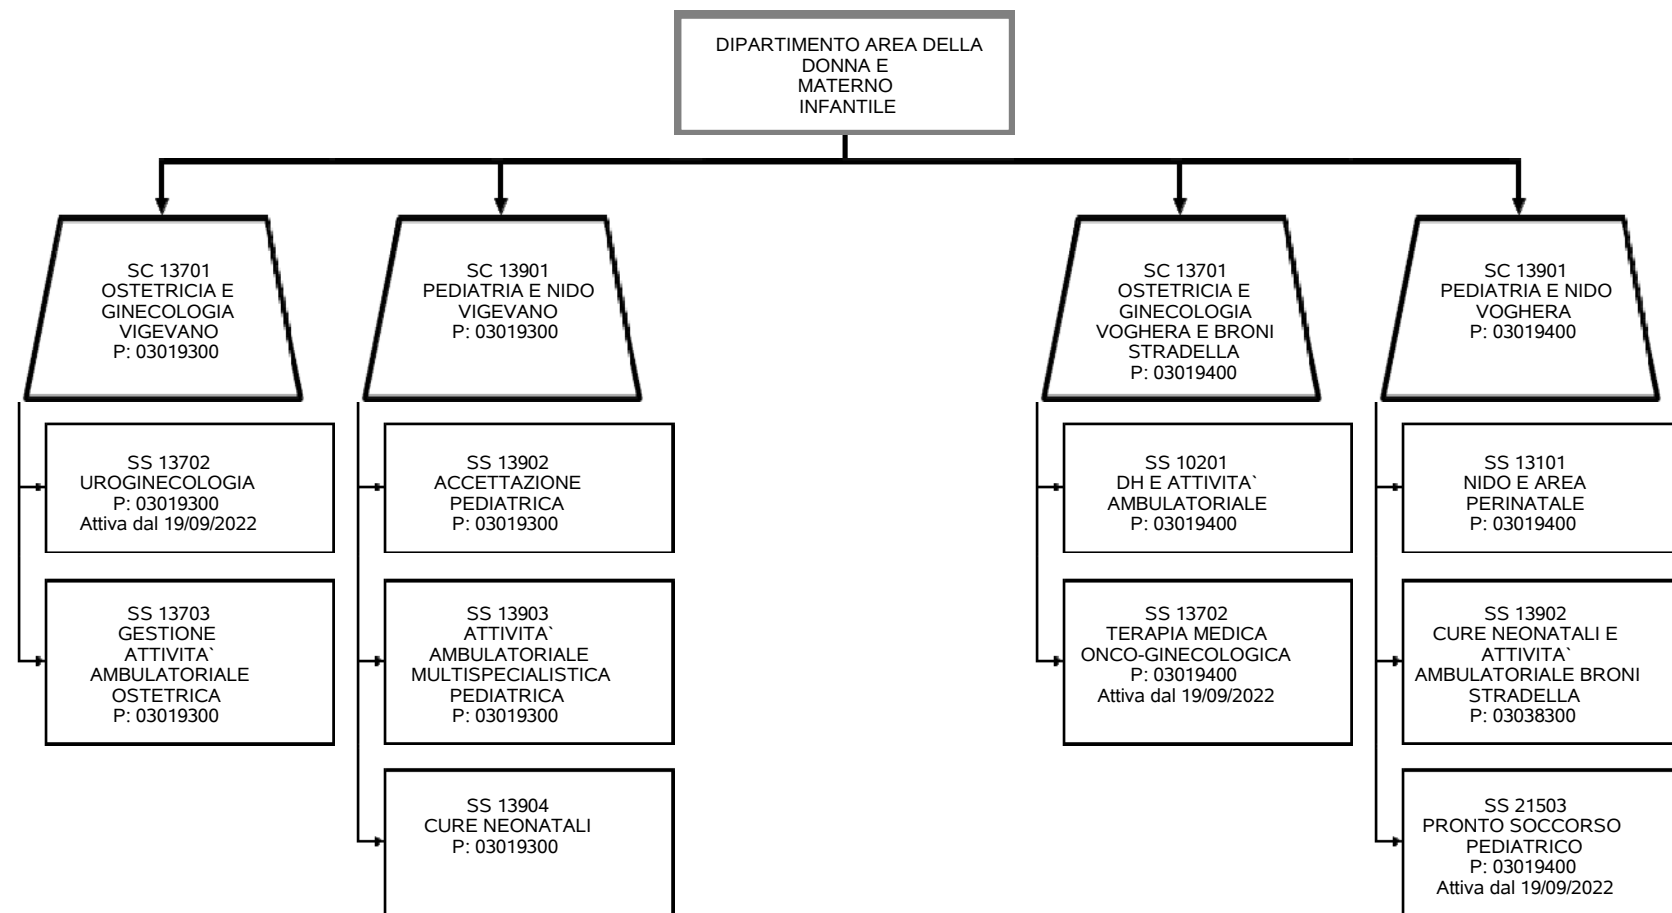 DIPARTIMENTO AREA DELLA
DONNA E
MATERNO
INFANTILE
SC 13701
OSTETRICIA E
GINECOLOGIA
VIGEVANO
P: 03019300
SC 13901
PEDIATRIA E NIDO
VIGEVANO
P: 03019300
SC 13701
OSTETRICIA E
GINECOLOGIA
VOGHERA E BRONI
STRADELLA
P: 03019400
SC 13901
PEDIATRIA E NIDO
VOGHERA
P: 03019400
SS 13702
UROGINECOLOGIA
P: 03019300
Attiva dal 19/09/2022
SS 13902
ACCETTAZIONE
PEDIATRICA
P: 03019300
SS 10201
DH E ATTIVITA`
AMBULATORIALE
P: 03019400
SS 13101
NIDO E AREA
PERINATALE
P: 03019400
SS 13703
GESTIONE
ATTIVITA`
AMBULATORIALE
OSTETRICA
P: 03019300
SS 13903
ATTIVITA`
AMBULATORIALE
MULTISPECIALISTICA
PEDIATRICA
P: 03019300
SS 13702
TERAPIA MEDICA
ONCO-GINECOLOGICA
P: 03019400
Attiva dal 19/09/2022
SS 13902
CURE NEONATALI E
ATTIVITA`
AMBULATORIALE BRONI
STRADELLA
P: 03038300
SS 13904
CURE NEONATALI
P: 03019300
SS 21503
PRONTO SOCCORSO
PEDIATRICO
P: 03019400
Attiva dal 19/09/2022